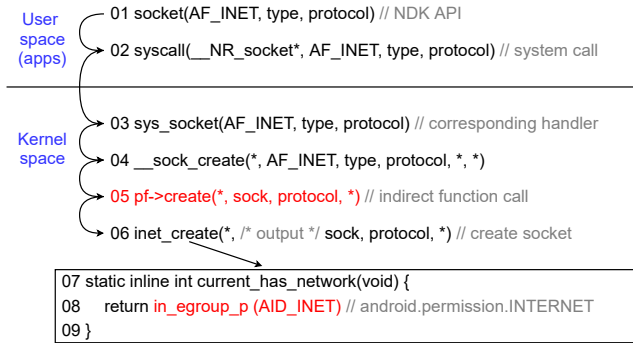 User
space
(apps)
01 socket(AF_INET, type, protocol) // NDK API
02 syscall(__NR_socket*, AF_INET, type, protocol) // system call
Kernel
space
03 sys_socket(AF_INET, type, protocol) // corresponding handler
04 __sock_create(*, AF_INET, type, protocol, *, *)
05 pf->create(*, sock, protocol, *) // indirect function call
06 inet_create(*, /* output */ sock, protocol, *) // create socket
07 static inline int current_has_network(void) {
08 return in_egroup_p (AID_INET) // android.permission.INTERNET
09 }